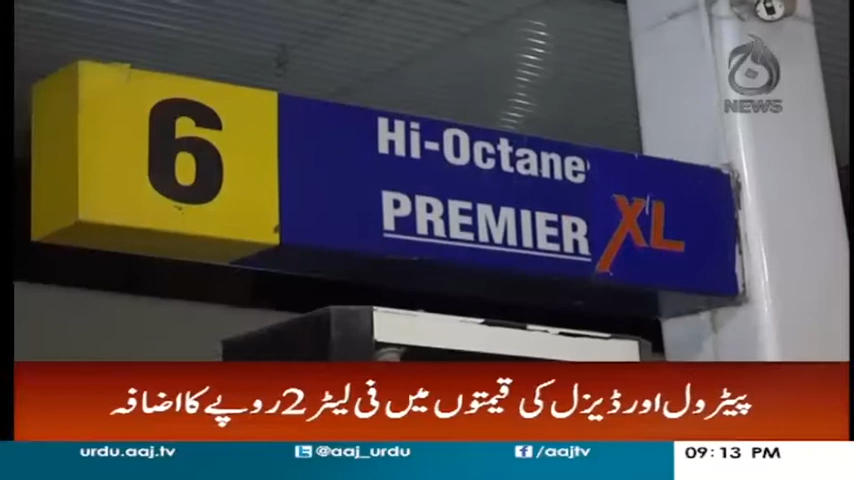 آج
NEWS
6
Hi-Octane
PREMIER XL
پیٹرول اور ڈیزل کی قیمتوں میں فی لیٹر 2 روپے کا اضافہ
urdu.aaj.tv
@aaj_urdu
/aajtv
09:13 PM